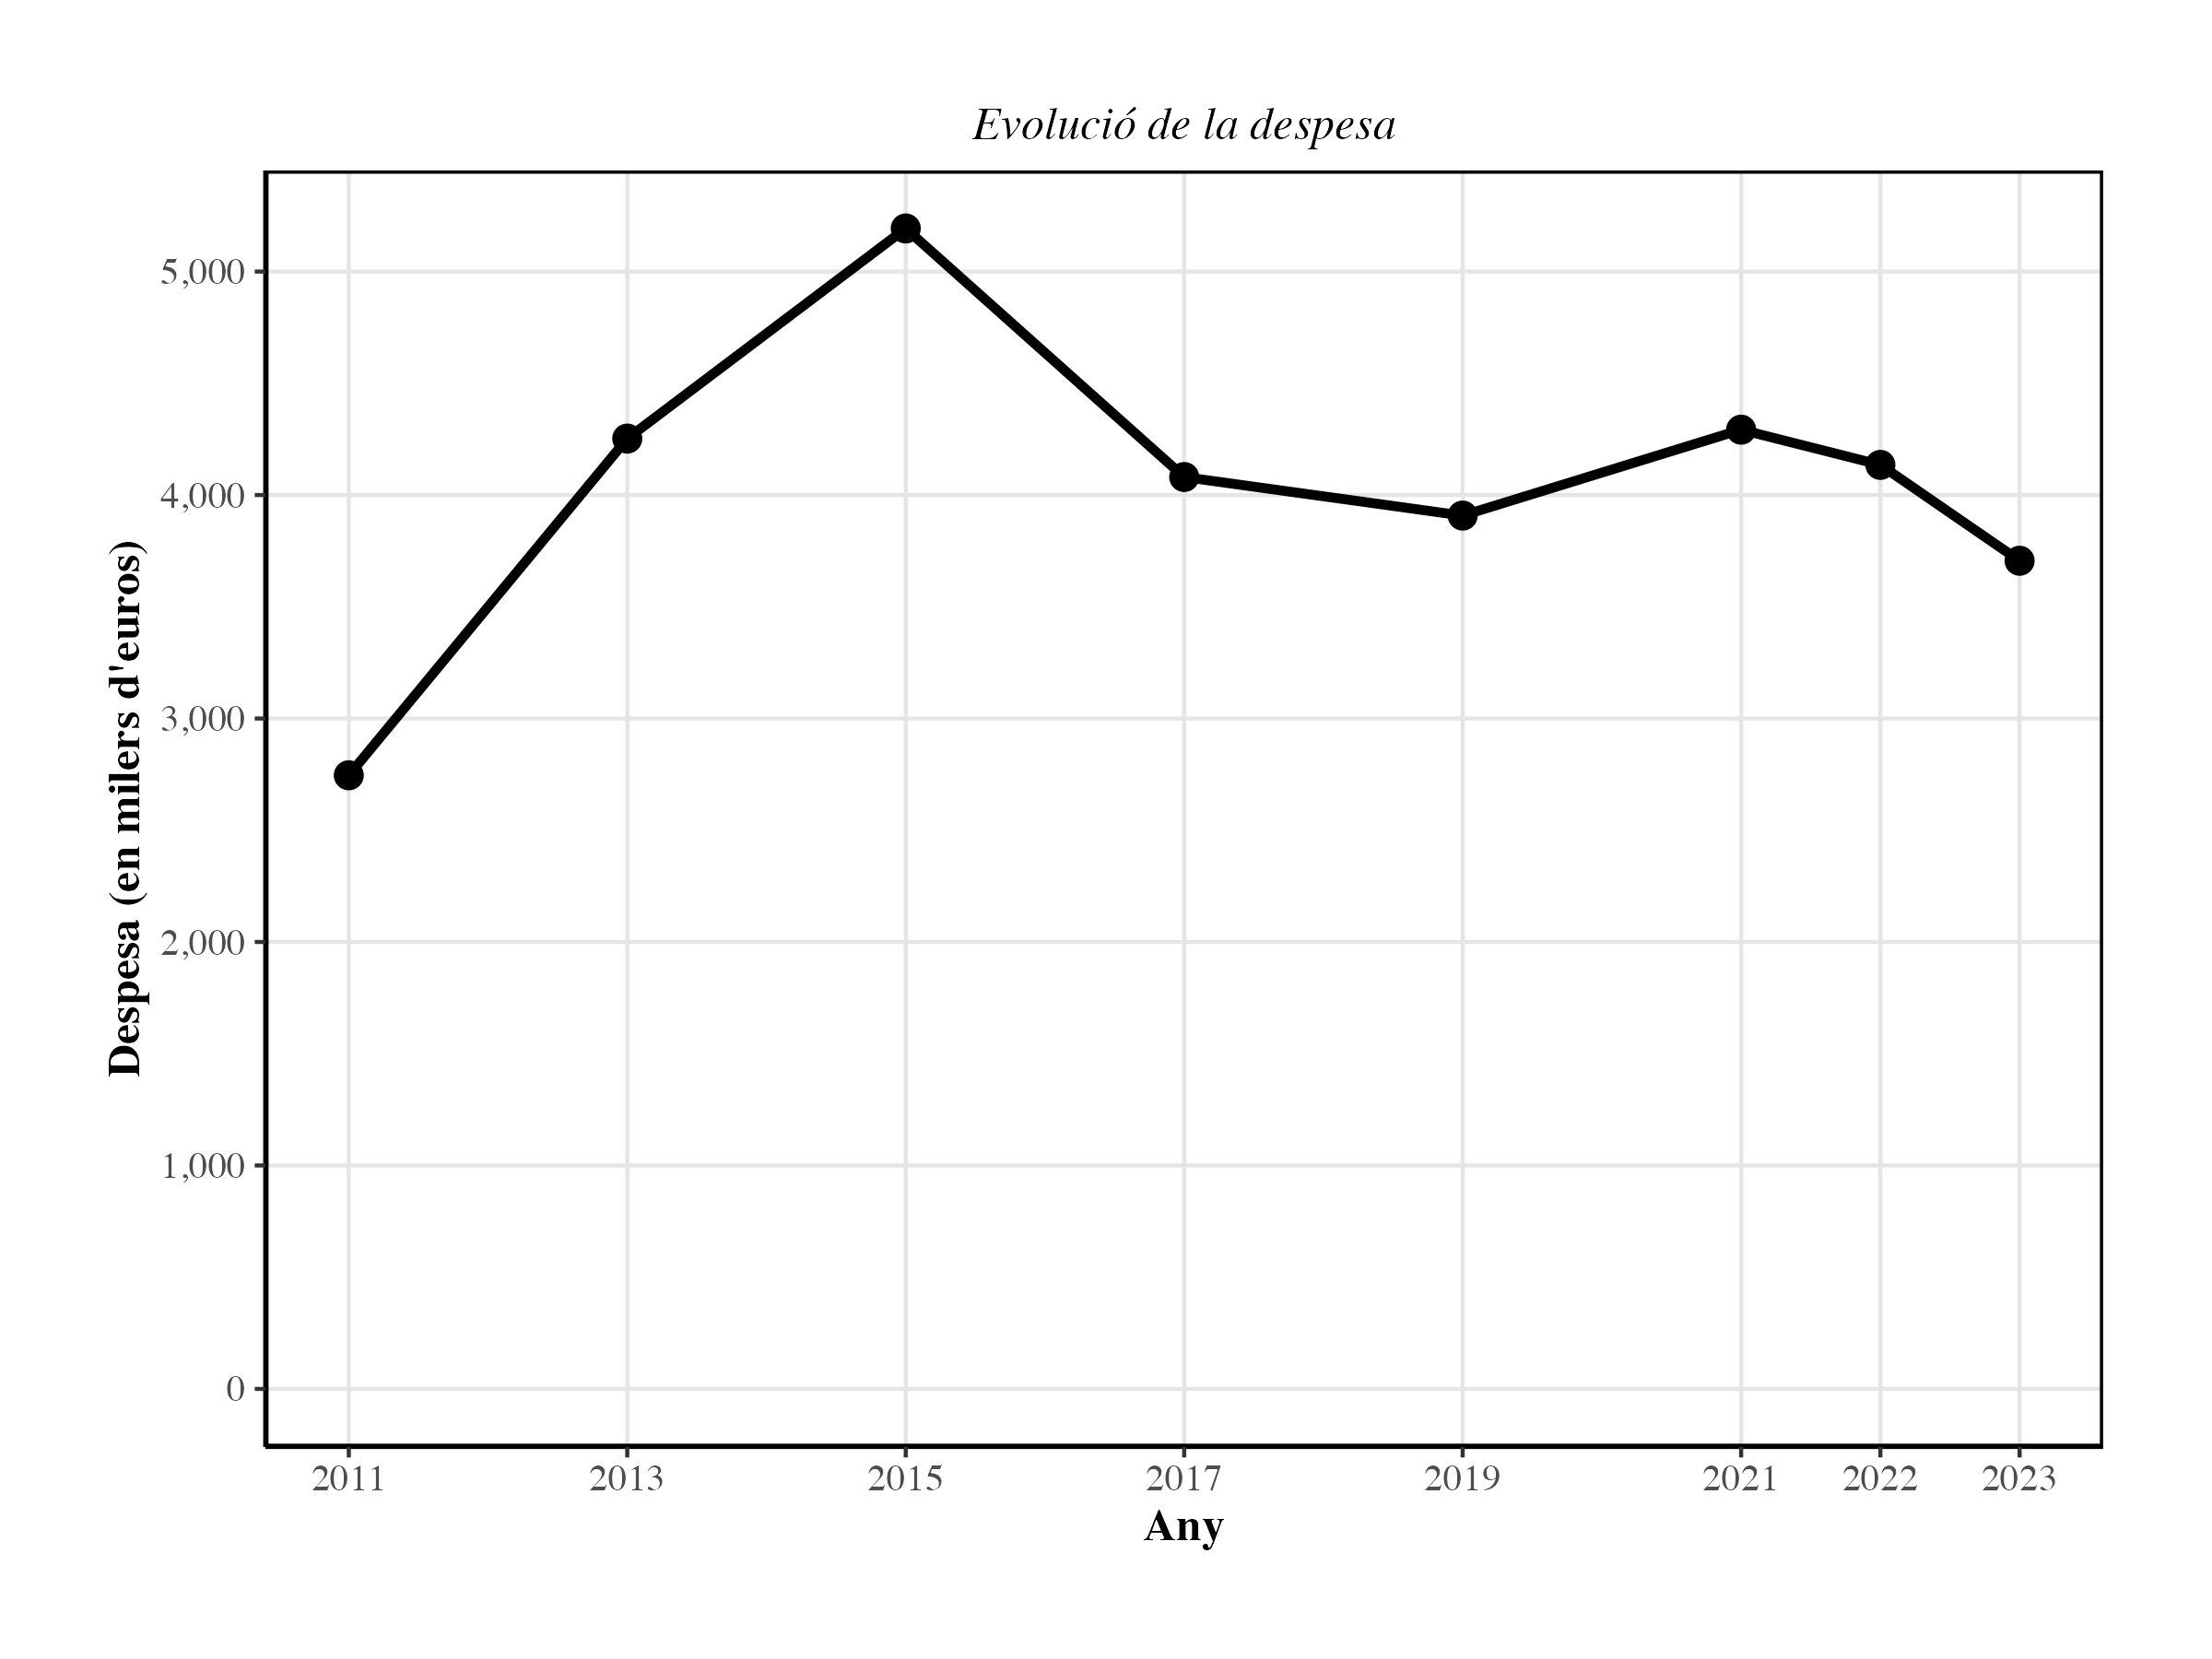 Evolució de la despesa
Despesa (en milers d'euros)
5,000
4,000
3,000
2,000
1,000
0
2011 2013 2015 2017 2019 2021 2022 2023
Any